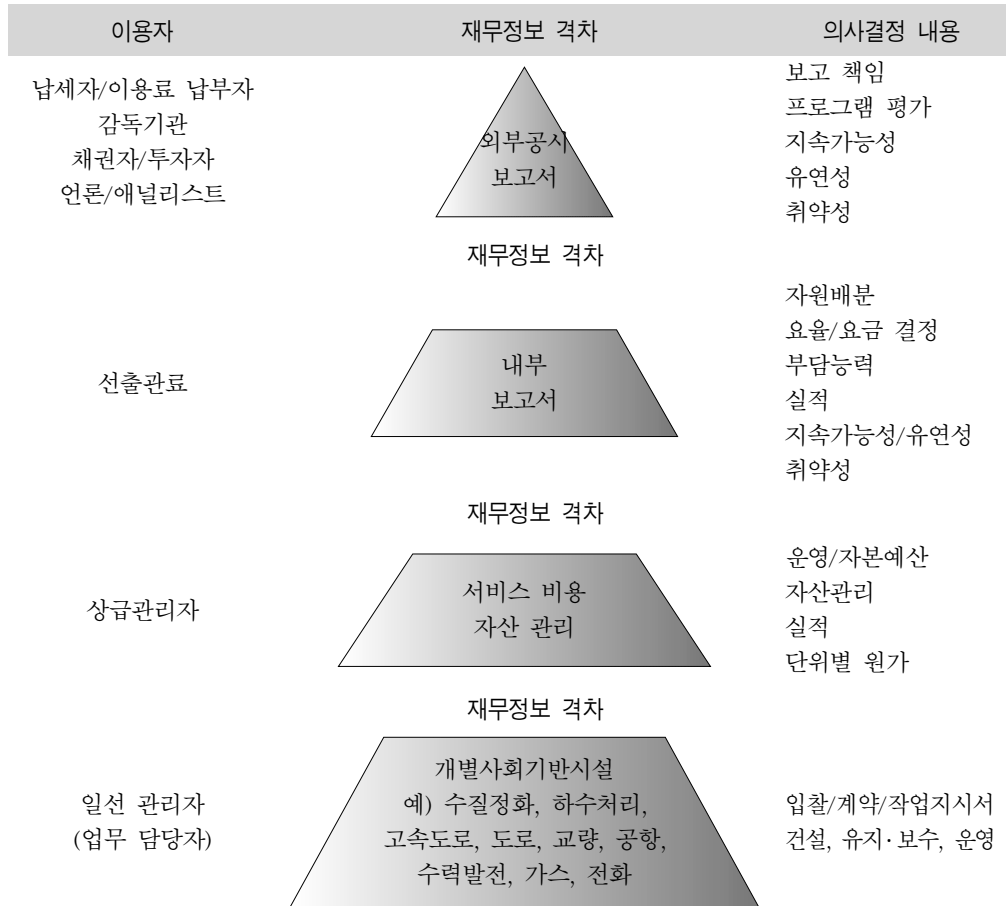 이용자 재무정보 격차 의사결정 내용
납세자/이용료 납부자
감독기관
채권자/투자자
언론/애널리스트
외부공시
보고서
보고 책임
프로그램 평가
지속가능성
유연성
취약성
재무정보 격차
선출관료
내부
보고서
자원배분
요율/요금 결정
부담능력
실적
지속가능성/유연성
취약성
재무정보 격차
상급관리자
서비스 비용
자산 관리
운영/자본예산
자산관리
실적
단위별 원가
재무정보 격차
일선 관리자
(업무 담당자)
개별사회기반시설
예) 수질정화, 하수처리,
고속도로, 도로, 교량, 공항,
수력발전, 가스, 전화
입찰/계약/작업지시서
건설, 유지·보수, 운영